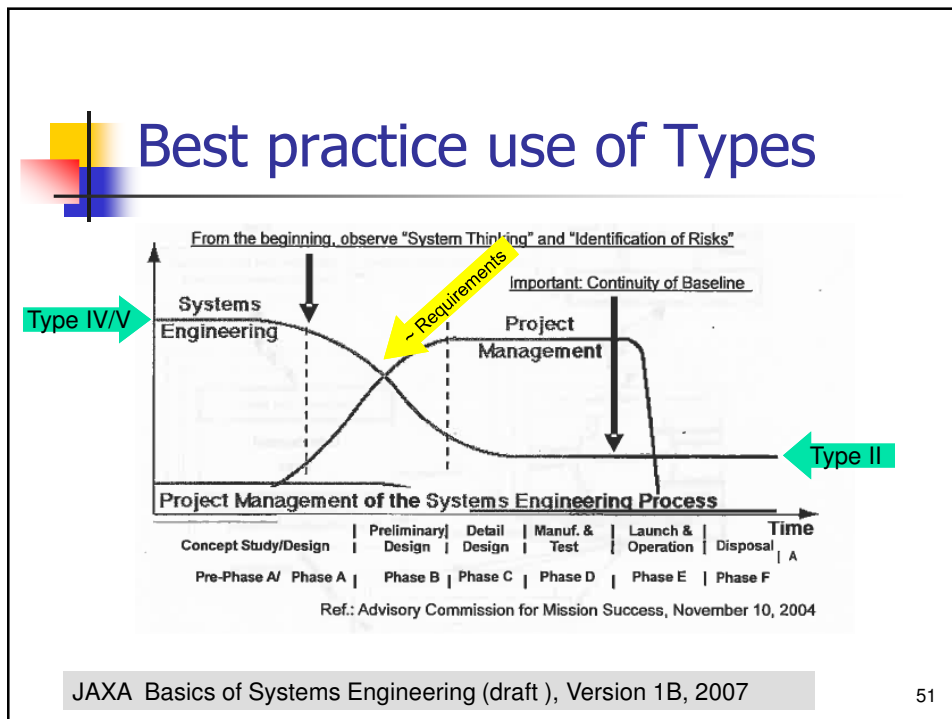 Best practice use of Types
From the beginning, observe "System Thinking" and "Identification of Risks"
~ Requirements
Important: Continuity of Baseline
Type IV/V
Systems
Engineering
Project
Management
Type II
Project Management of the Systems Engineering Process
Time
Concept Study/Design
Preliminary
Design
Detail
Design
Manuf. &
Test
Launch &
Operation
Disposal
A
Pre-Phase A/ Phase A
Phase B
Phase C
Phase D
Phase E
Phase F
Ref.: Advisory Commission for Mission Success, November 10, 2004
JAXA Basics of Systems Engineering (draft ), Version 1B, 2007
51